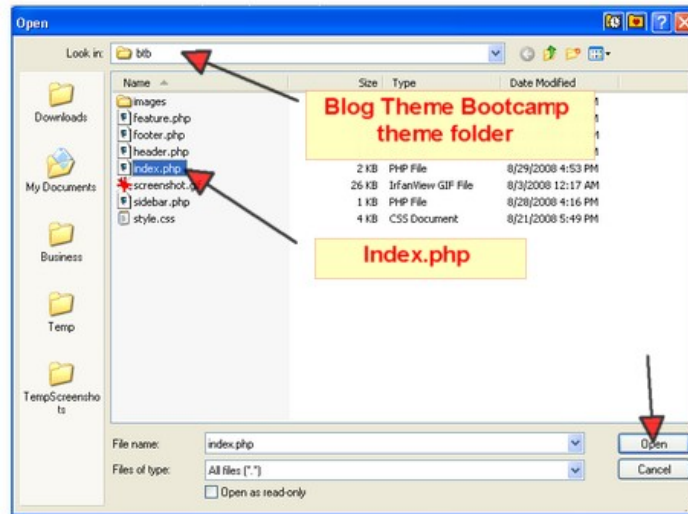 Open
Look in:
btb
Name
Size
Type
Date Modified
images
feature.php
footer.php
header.php
index.php
2 KB
PHP File
8/29/2008 4:53 PM
screenshot.g
26 KB
IrfanView GIF File
8/3/2008 12:17 AM
sidebar.php
1 KB
PHP File
8/28/2008 4:16 PM
style.css
4 KB
CSS Document
8/21/2008 5:49 PM
Blog Theme Bootcamp
theme folder
Index.php
Downloads
My Documents
Business
Temp
TempScreensho
ts
File name:
index.php
Open
Files of type:
All files (*.*)
Cancel
Open as read-only